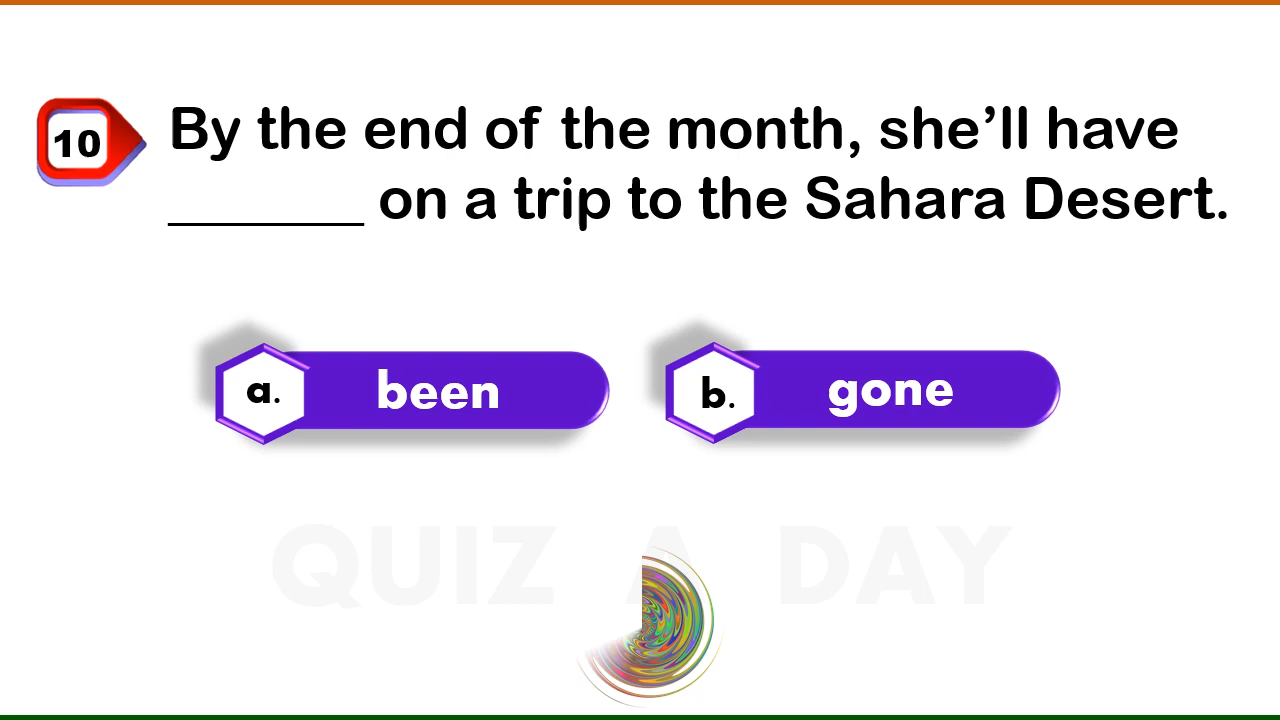 10
By the end of the month, she’ll have
_______ on a trip to the Sahara Desert.
a. been
b. gone
QUIZ A DAY